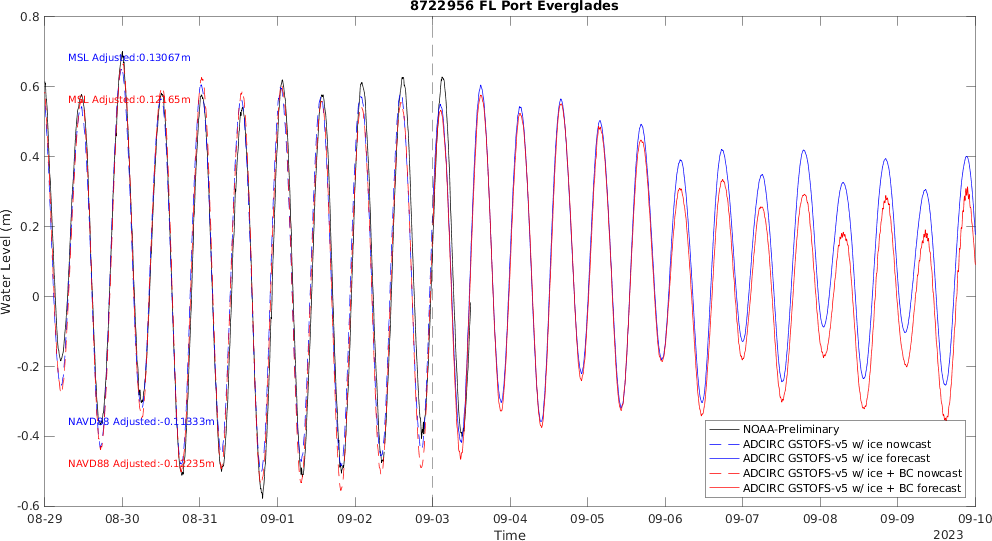 8722956 FL Port Everglades
0.8
0.6
0.4
0.2
0
-0.2
-0.4
-0.6
Water Level (m)
MSL Adjusted:0.13067m
MSL Adjusted:0.12165m
NAVD88 Adjusted:-0.11333m
NAVD88 Adjusted:-0.12235m
NOAA-Preliminary
ADCIRC GSTOFS-v5 w/ ice nowcast
ADCIRC GSTOFS-v5 w/ ice forecast
ADCIRC GSTOFS-v5 w/ ice + BC nowcast
ADCIRC GSTOFS-v5 w/ ice + BC forecast
08-29 08-30 08-31 09-01 09-02 09-03 09-04 09-05 09-06 09-07 09-08 09-09 09-10
Time
2023